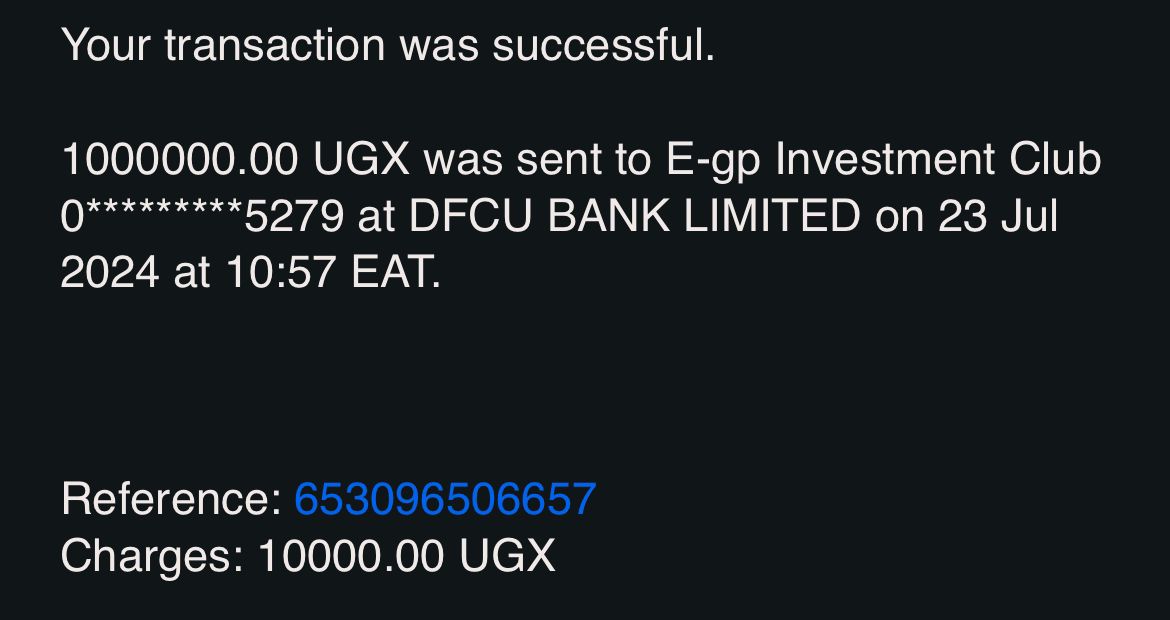 Your transaction was successful.
1000000.00 UGX was sent to E-gp Investment Club
0*********5279 at DFCU BANK LIMITED on 23 Jul
2024 at 10:57 EAT.
Reference: 653096506657
Charges: 10000.00 UGX